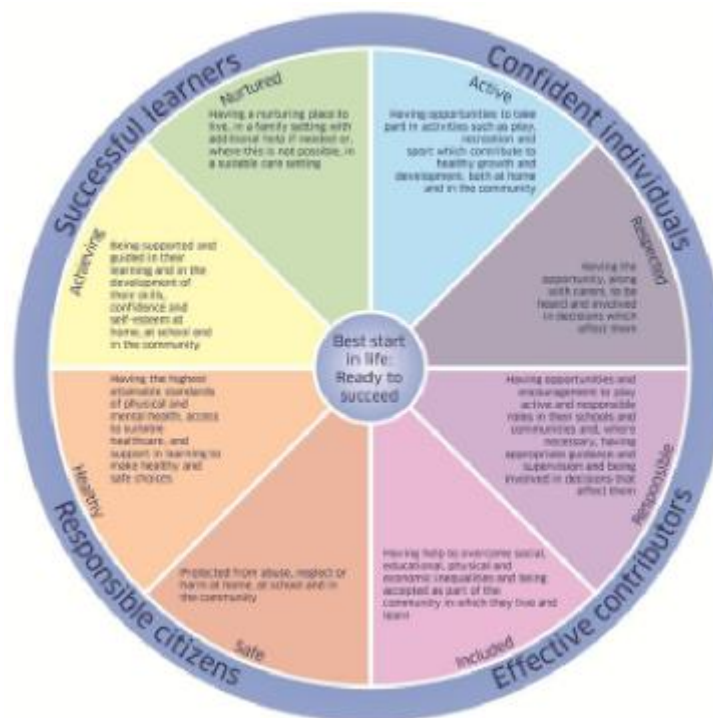 Successful learners
Confident individuals
Nurtured
Having a nurturing place to
live, in a family setting with
additional help if needed or,
where this is not possible, in
a suitable care setting
Active
Having opportunities to take
part in activities such as play,
recreation and
sport which contribute to
healthy growth and
development, both at home
and in the community
Achieving
Being supported and
guided in their
learning and in the
development of
their skills,
confidence and
self-esteem at
home, at school and
in the community
Respected
Having the
opportunity, along
with carers, to be
heard and involved
in decisions which
affect them
Best start
in life:
Ready to
succeed
Healthy
Having the highest
attainable standards
of physical and
mental health, access
to suitable
healthcare, and
support in learning to
make healthy and
safe choices
Responsible
Having opportunities and
encouragement to play
active and responsible
roles in their schools and
communities and, where
necessary, having
appropriate guidance and
supervision and being
involved in decisions that
affect them
Protected from abuse, neglect or
harm at home, at school and in
the community
Safe
Having help to overcome social,
educational, physical and
economic inequalities and being
accepted as part of the
community in which they live and
learn
Included
Responsible citizens
Effective contributors